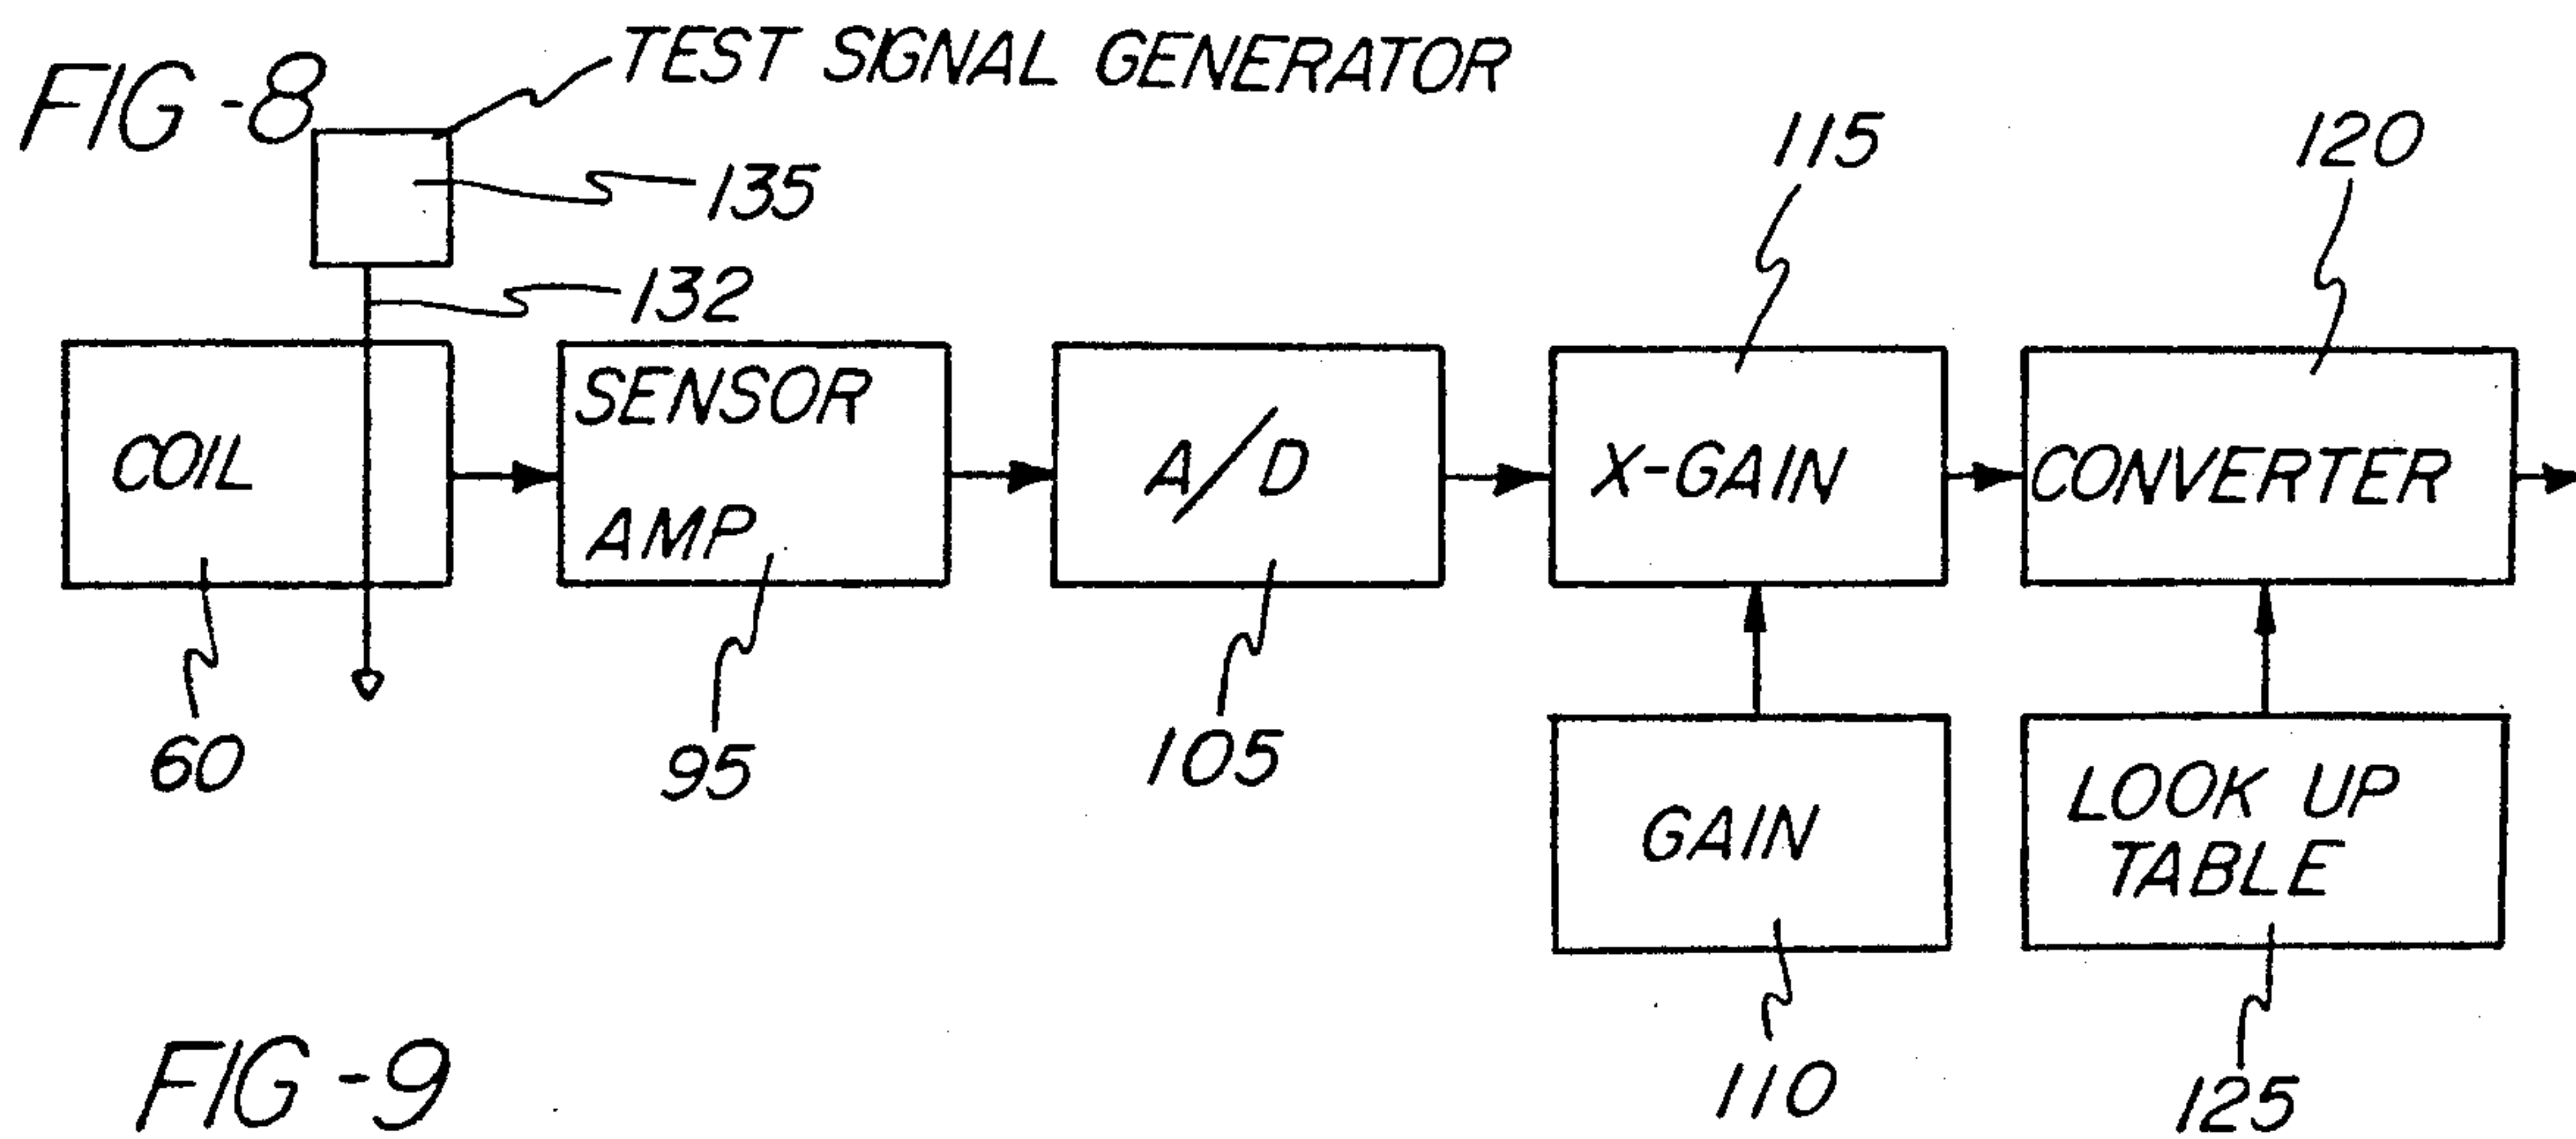 FIG-8
TEST SIGNAL GENERATOR
135
132
115
120
COIL
SENSOR
AMP
A/D
X-GAIN
CONVERTER
60
95
105
GAIN
LOOK UP
TABLE
110
125
FIG-9